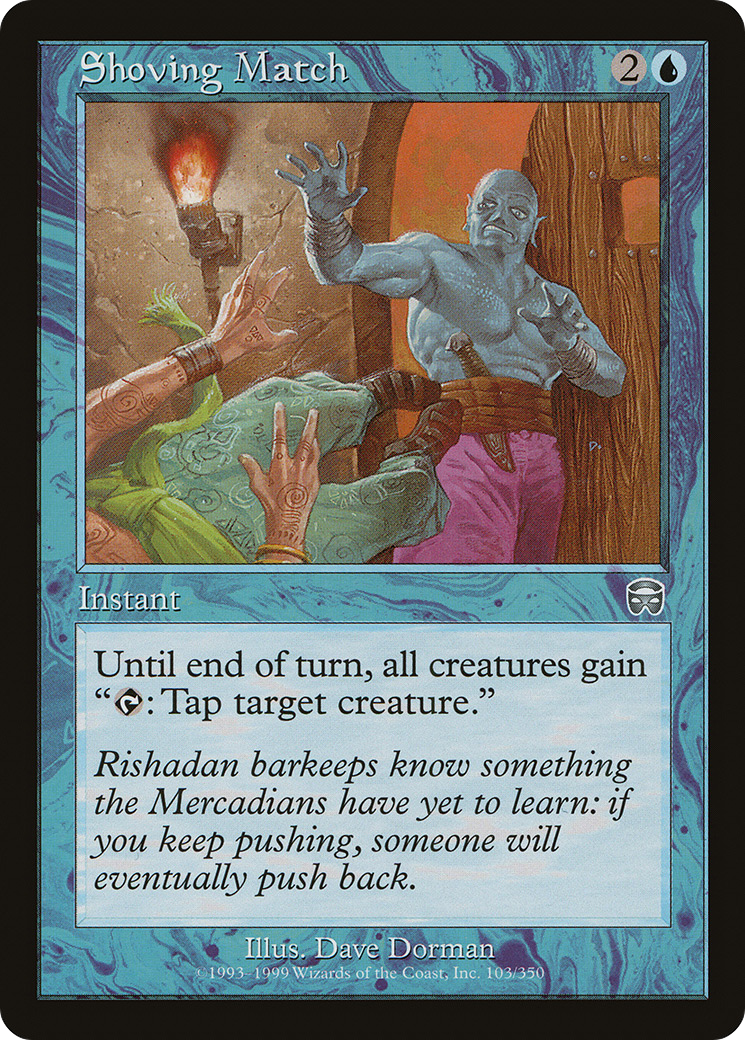 Shoving Match 2
Instant
Until end of turn, all creatures gain
“: Tap target creature.”
Rishadan barkeeps know something
the Mercadians have yet to learn: if
you keep pushing, someone will
eventually push back.
Illus. Dave Dorman
©1993–1999 Wizards of the Coast, Inc. 103/350